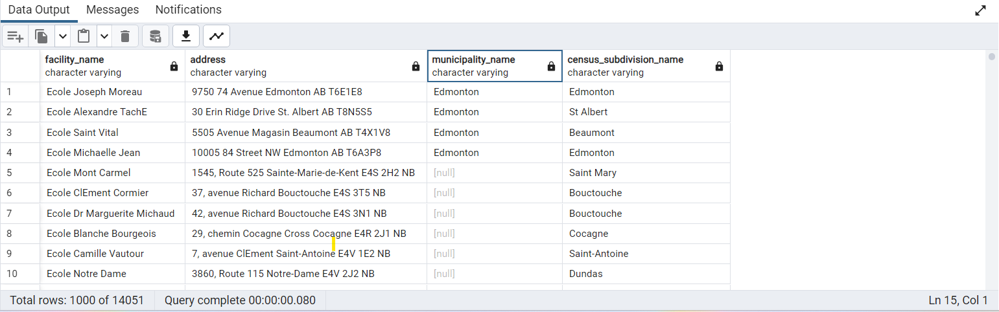 Data Output Messages Notifications
facility_name address municipality_name census_subdivision_name
character varying character varying character varying character varying
1 Ecole Joseph Moreau 9750 74 Avenue Edmonton AB T6E1E8 Edmonton Edmonton
2 Ecole Alexandre TachE 30 Erin Ridge Drive St. Albert AB T8N5S5 Edmonton St Albert
3 Ecole Saint Vital 5505 Avenue Magasin Beaumont AB T4X1V8 Edmonton Beaumont
4 Ecole Michaelle Jean 10005 84 Street NW Edmonton AB T6A3P8 Edmonton Edmonton
5 Ecole Mont Carmel 1545, Route 525 Sainte-Marie-de-Kent E4S 2H2 NB [null] Saint Mary
6 Ecole ClEment Cormier 37, avenue Richard Bouctouche E4S 3T5 NB [null] Bouctouche
7 Ecole Dr Marguerite Michaud 42, avenue Richard Bouctouche E4S 3N1 NB [null] Bouctouche
8 Ecole Blanche Bourgeois 29, chemin Cocagne Cross Cocagne E4R 2J1 NB [null] Cocagne
9 Ecole Camille Vautour 7, avenue ClEment Saint-Antoine E4V 1E2 NB [null] Saint-Antoine
10 Ecole Notre Dame 3860, Route 115 Notre-Dame E4V 2J2 NB [null] Dundas
Total rows: 1000 of 14051 Query complete 00:00:00.080 Ln 15, Col 1